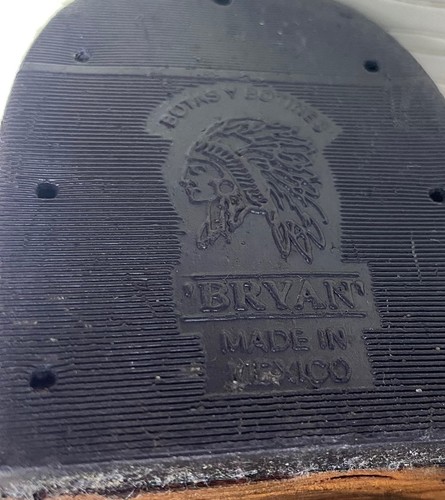 BOTAS Y BOTINES
"BRYAN"
MADE IN
MEXICO